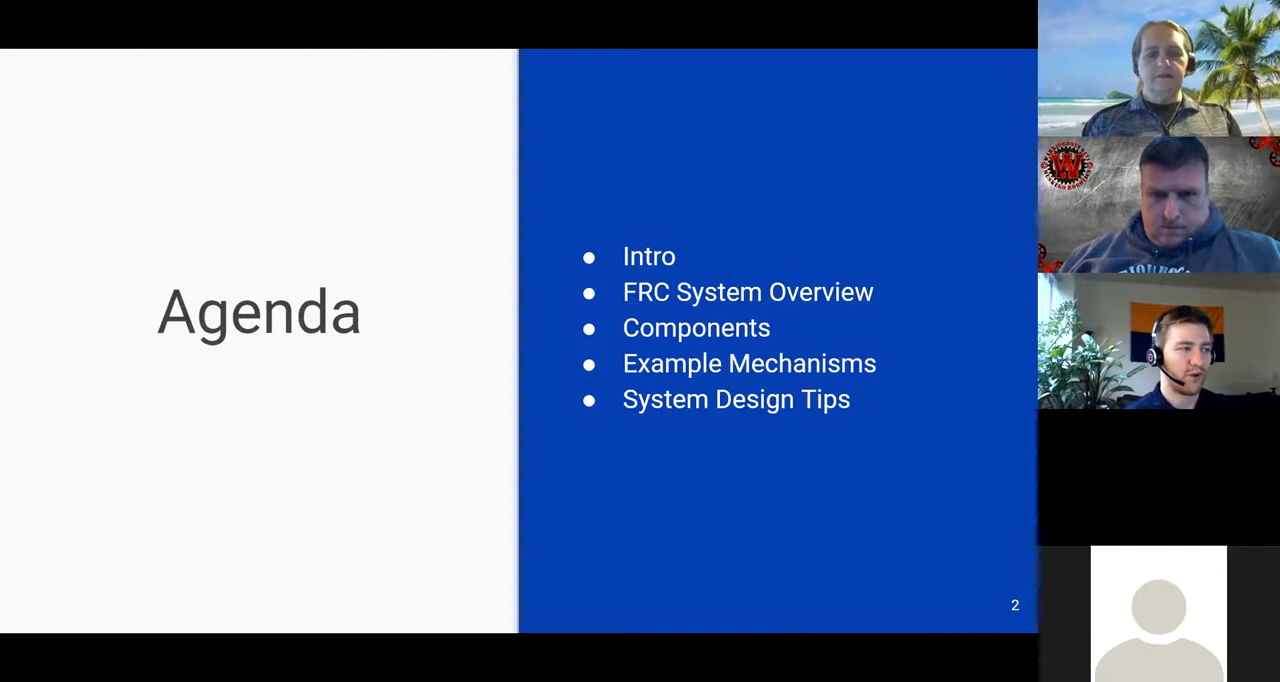 Agenda
● Intro
● FRC System Overview
● Components
● Example Mechanisms
● System Design Tips
2
W